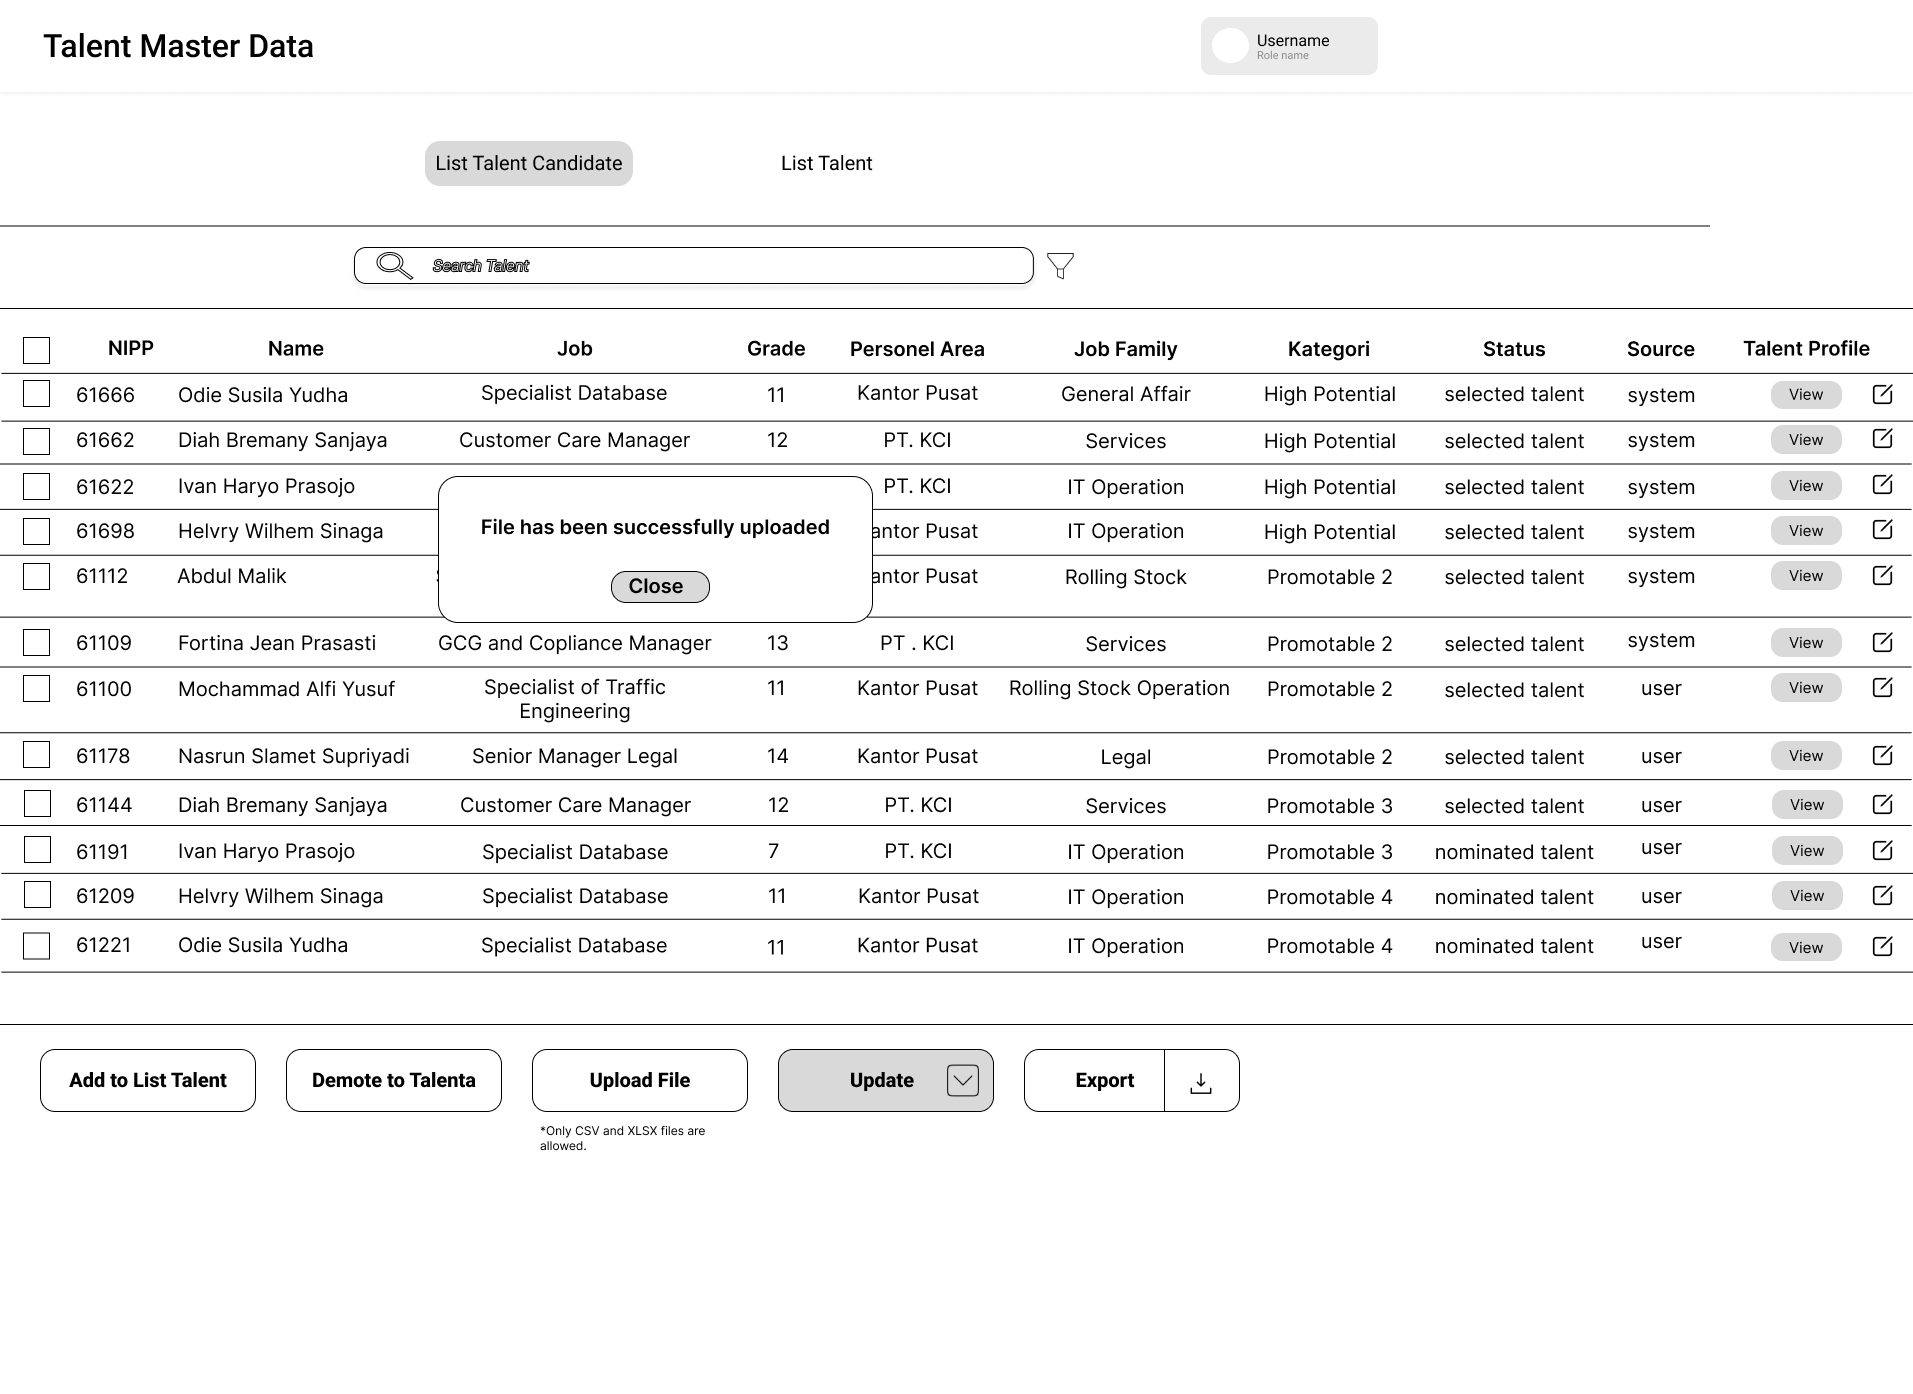 Talent Master Data
Username
Role name
List Talent Candidate
List Talent
Search Talent
NIPP Name Job Grade Personel Area Job Family Kategori Status Source Talent Profile
61666 Odie Susila Yudha Specialist Database 11 Kantor Pusat General Affair High Potential selected talent system View
61662 Diah Bremany Sanjaya Customer Care Manager 12 PT. KCI Services High Potential selected talent system View
61622 Ivan Haryo Prasojo PT. KCI IT Operation High Potential selected talent system View
61698 Helvry Wilhem Sinaga antor Pusat IT Operation High Potential selected talent system View
61112 Abdul Malik antor Pusat Rolling Stock Promotable 2 selected talent system View
File has been successfully uploaded
Close
61109 Fortina Jean Prasasti GCG and Copliance Manager 13 PT . KCI Services Promotable 2 selected talent system View
61100 Mochammad Alfi Yusuf Specialist of Traffic 11 Kantor Pusat Rolling Stock Operation Promotable 2 selected talent user View
Engineering
61178 Nasrun Slamet Supriyadi Senior Manager Legal 14 Kantor Pusat Legal Promotable 2 selected talent user View
61144 Diah Bremany Sanjaya Customer Care Manager 12 PT. KCI Services Promotable 3 selected talent user View
61191 Ivan Haryo Prasojo Specialist Database 7 PT. KCI IT Operation Promotable 3 nominated talent user View
61209 Helvry Wilhem Sinaga Specialist Database 11 Kantor Pusat IT Operation Promotable 4 nominated talent user View
61221 Odie Susila Yudha Specialist Database 11 Kantor Pusat IT Operation Promotable 4 nominated talent user View
Add to List Talent
Demote to Talenta
Upload File
Update
Export
*Only CSV and XLSX files are
allowed.